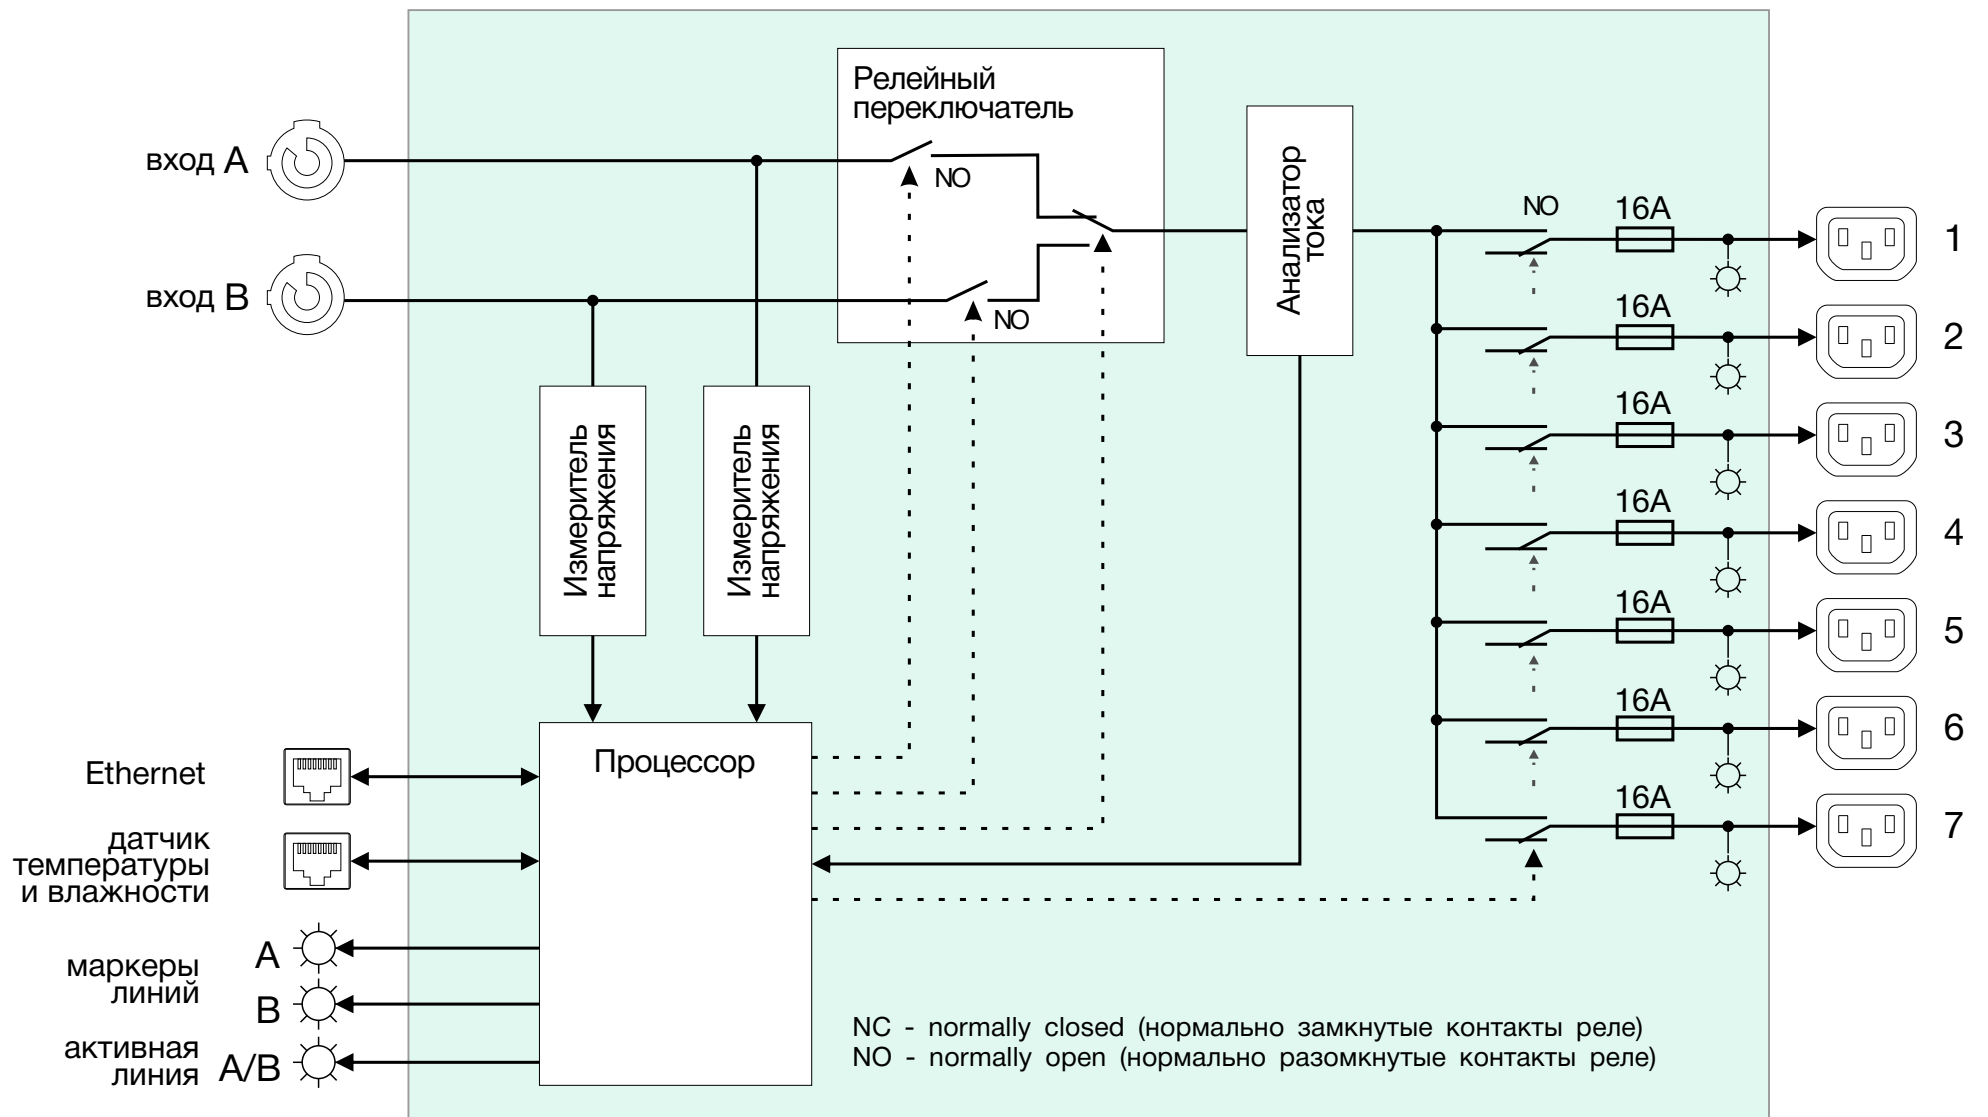 Релейный
переключатель
вход A
NO
вход B
NO
Анализатор
тока
NO
16A
1
16A
2
16A
3
16A
4
16A
5
16A
6
16A
7
Измеритель
напряжения
Измеритель
напряжения
Процессор
Ethernet
датчик
температуры
и влажности
маркеры
линий
A
B
активная
линия
A/B
NC - normally closed (нормально замкнутые контакты реле)
NO - normally open (нормально разомкнутые контакты реле)